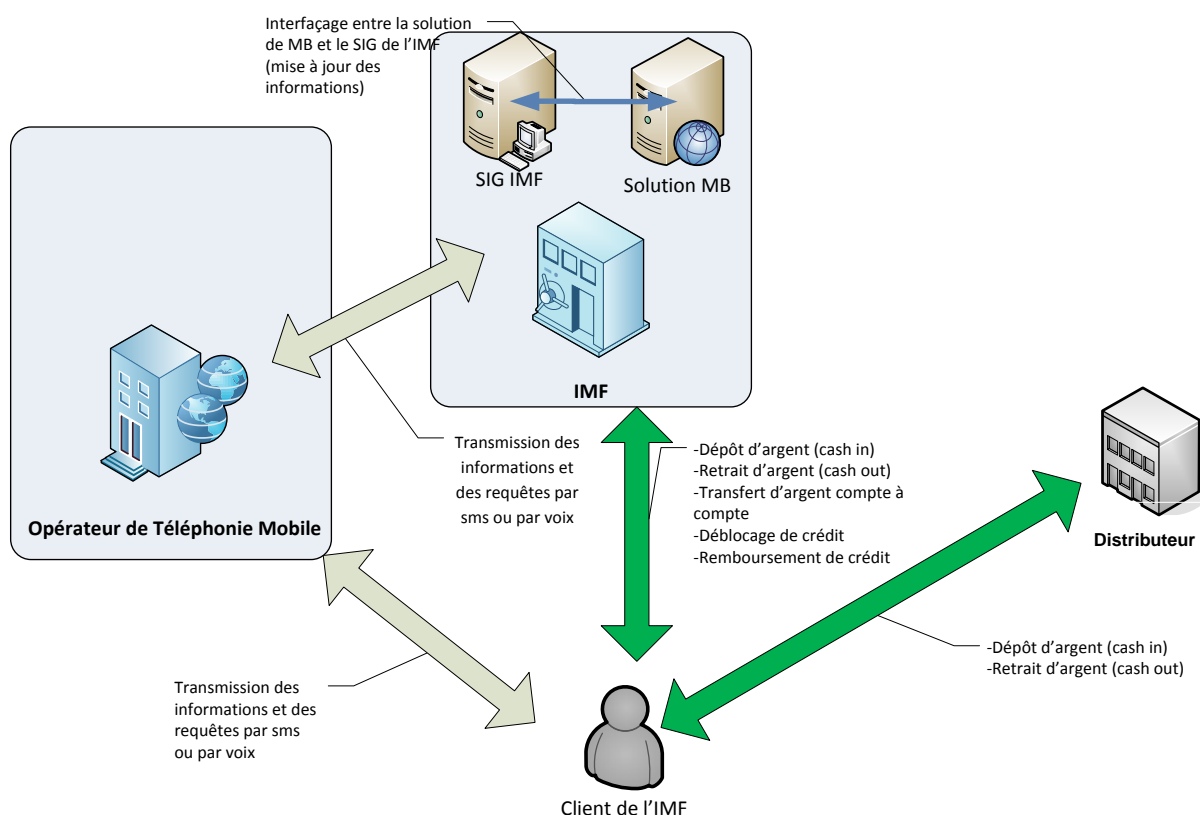 Interfaçage entre la solution
de MB et le SIG de l'IMF
(mise à jour des
informations)
SIG IMF
Solution MB
IMF
Opérateur de Téléphonie Mobile
Transmission des
informations et
des requêtes par
sms ou par voix
-Dépôt d'argent (cash in)
-Retrait d'argent (cash out)
-Transfert d'argent compte à
compte
-Déblocage de crédit
-Remboursement de crédit
Distributeur
-Dépôt d'argent (cash in)
-Retrait d'argent (cash out)
Transmission des
informations et des
requêtes par sms
ou par voix
Client de l'IMF